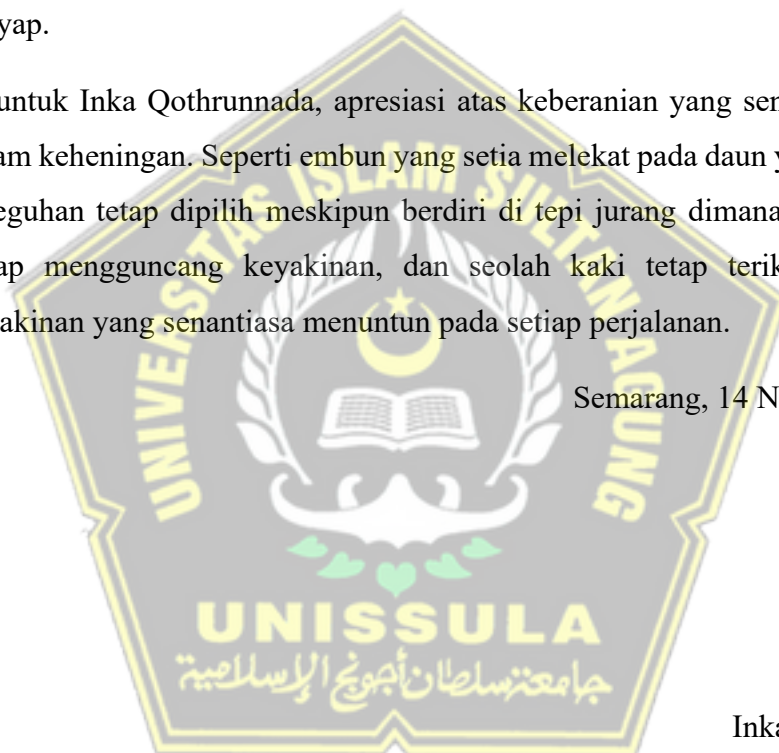 yap.
untuk Inka Qothrunnada, apresiasi atas keberanian yang sen
am keheningan. Seperti embun yang setia melekat pada daun y
eguhan tetap dipilih meskipun berdiri di tepi jurang dimana
ap mengguncang keyakinan, dan seolah kaki tetap terik
akinan yang senantiasa menuntun pada setiap perjalanan.
Semarang, 14 N
UNIVERSITAS ISLAM SULTAN AGUNG
UNISSULA
جامعتنسلطان أجونج الإسلامية
Inka